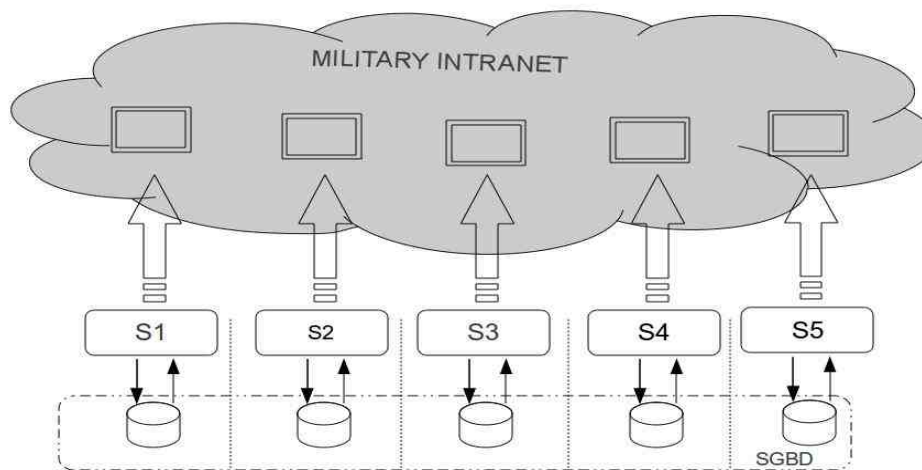 MILITARY INTRANET
S1
S2
S3
S4
S5
SGBD